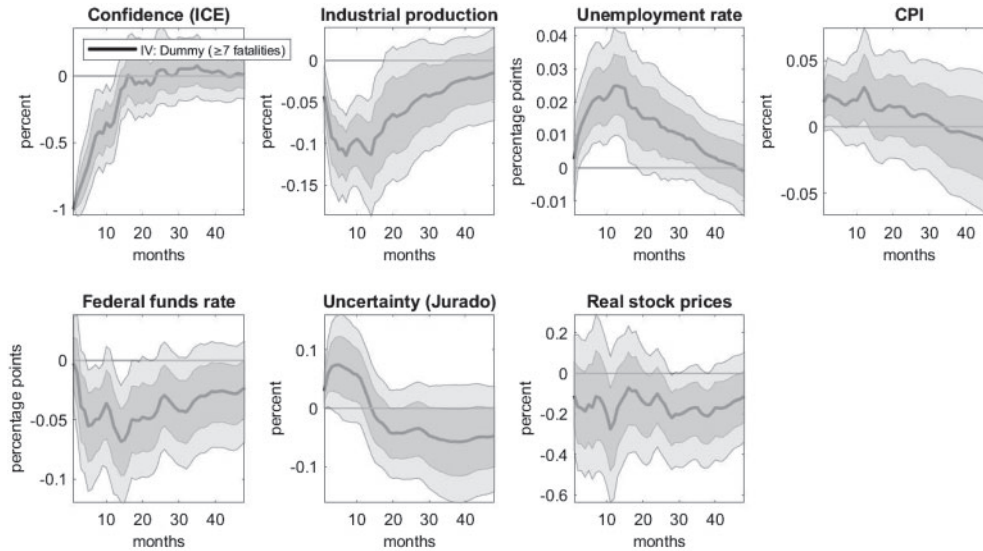 Confidence (ICE)
IV: Dummy (≥7 fatalities)
percent
0
-0.5
-1
10 20 30 40
months
Industrial production
percent
0
-0.05
-0.1
-0.15
10 20 30 40
months
Unemployment rate
percentage points
0.04
0.03
0.02
0.01
0
-0.01
10 20 30 40
months
CPI
percent
0.05
0
-0.05
10 20 30 40
months
Federal funds rate
percentage points
0
-0.05
-0.1
10 20 30 40
months
Uncertainty (Jurado)
percent
0.1
0
-0.1
10 20 30 40
months
Real stock prices
percent
0.2
0
-0.2
-0.4
-0.6
10 20 30 40
months